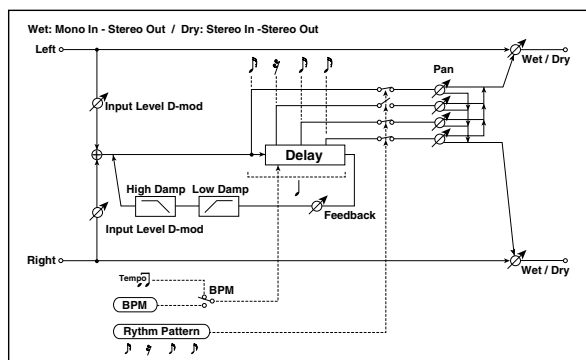 Wet: Mono In - Stereo Out / Dry: Stereo In -Stereo Out
Left
Wet / Dry
Pan
Input Level D-mod
Delay
High Damp
Low Damp
Feedback
Input Level D-mod
Right
Wet / Dry
Tempo
BPM
BPM
Rythm Pattern